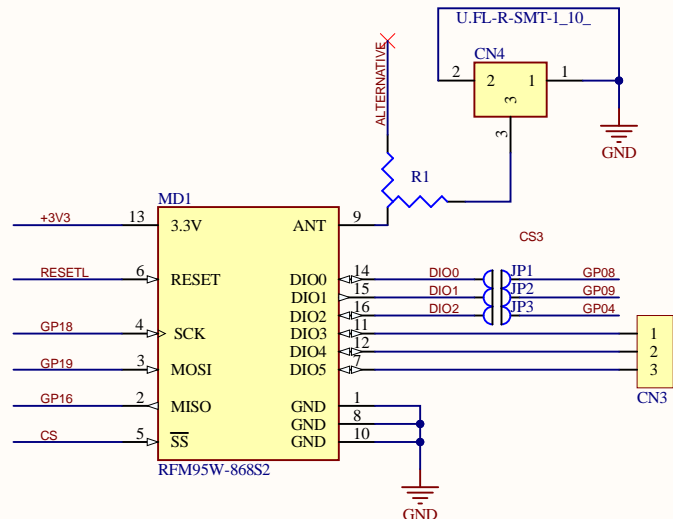 U.FL-R-SMT-1_10_
CN4
2 2 1 1
3
3
GND
ALTERNATIVE
R1
MD1
+3V3 13 3.3V ANT 9
CS3
RESETL 6 RESET DIO0 14 DIO0 JP1 GP08
DIO1 15 DIO1 JP2 GP09
DIO2 16 DIO2 JP3 GP04
GP18 4 SCK DIO3 11 1
DIO4 12 2
GP19 3 MOSI DIO5 7 3
CN3
GP16 2 MISO GND 1
GND 8
CS 5 SS GND 10
RFM95W-868S2
GND